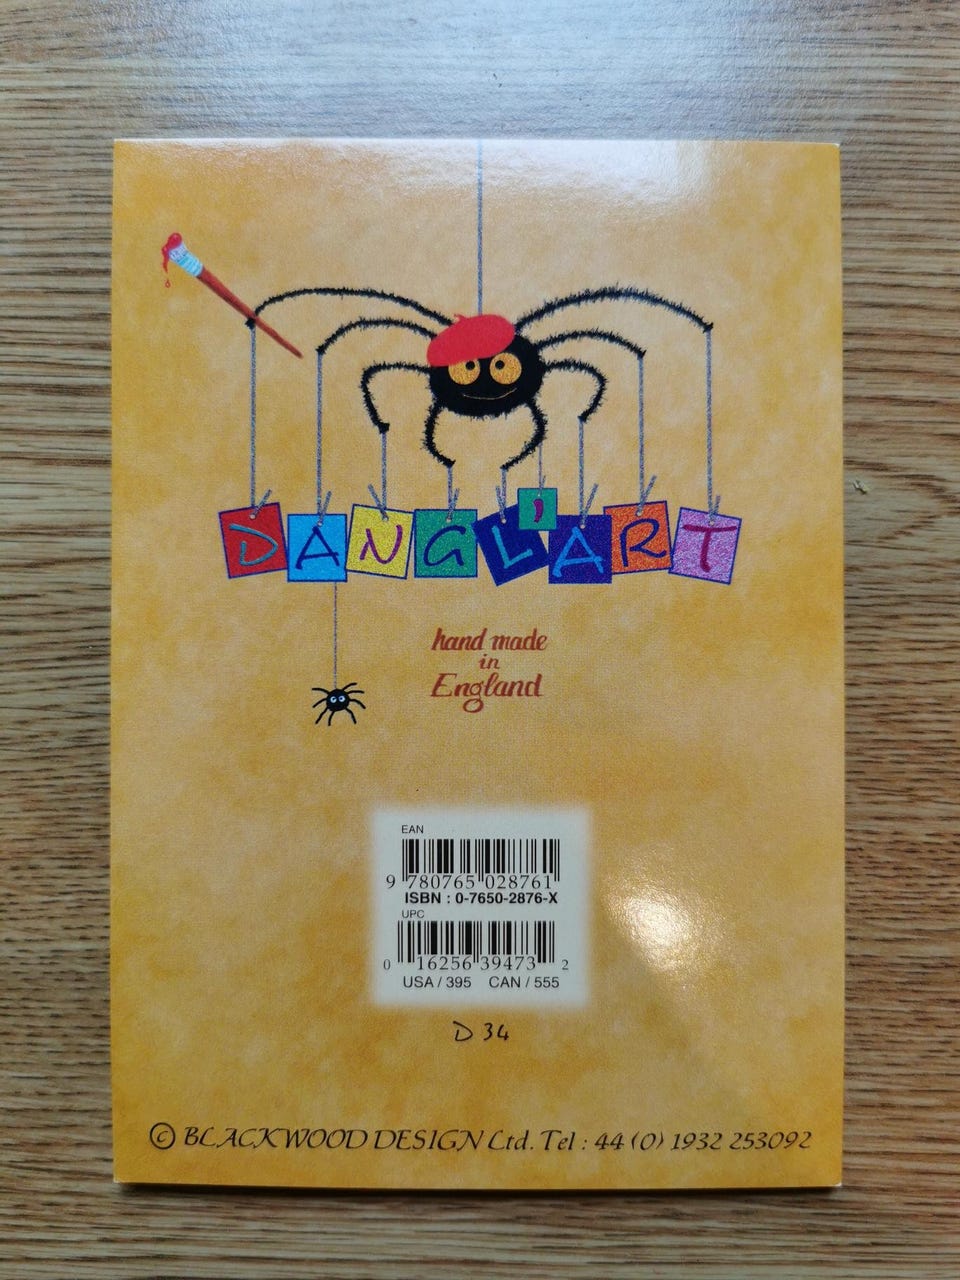 DANGL'ART
hand made
in
England
EAN
9 780765 028761
ISBN : 0-7650-2876-X
UPC
0 16256 39473 2
USA / 395 CAN / 555
D 34
© BLACKWOOD DESIGN Ltd. Tel : 44 (0) 1932 253092